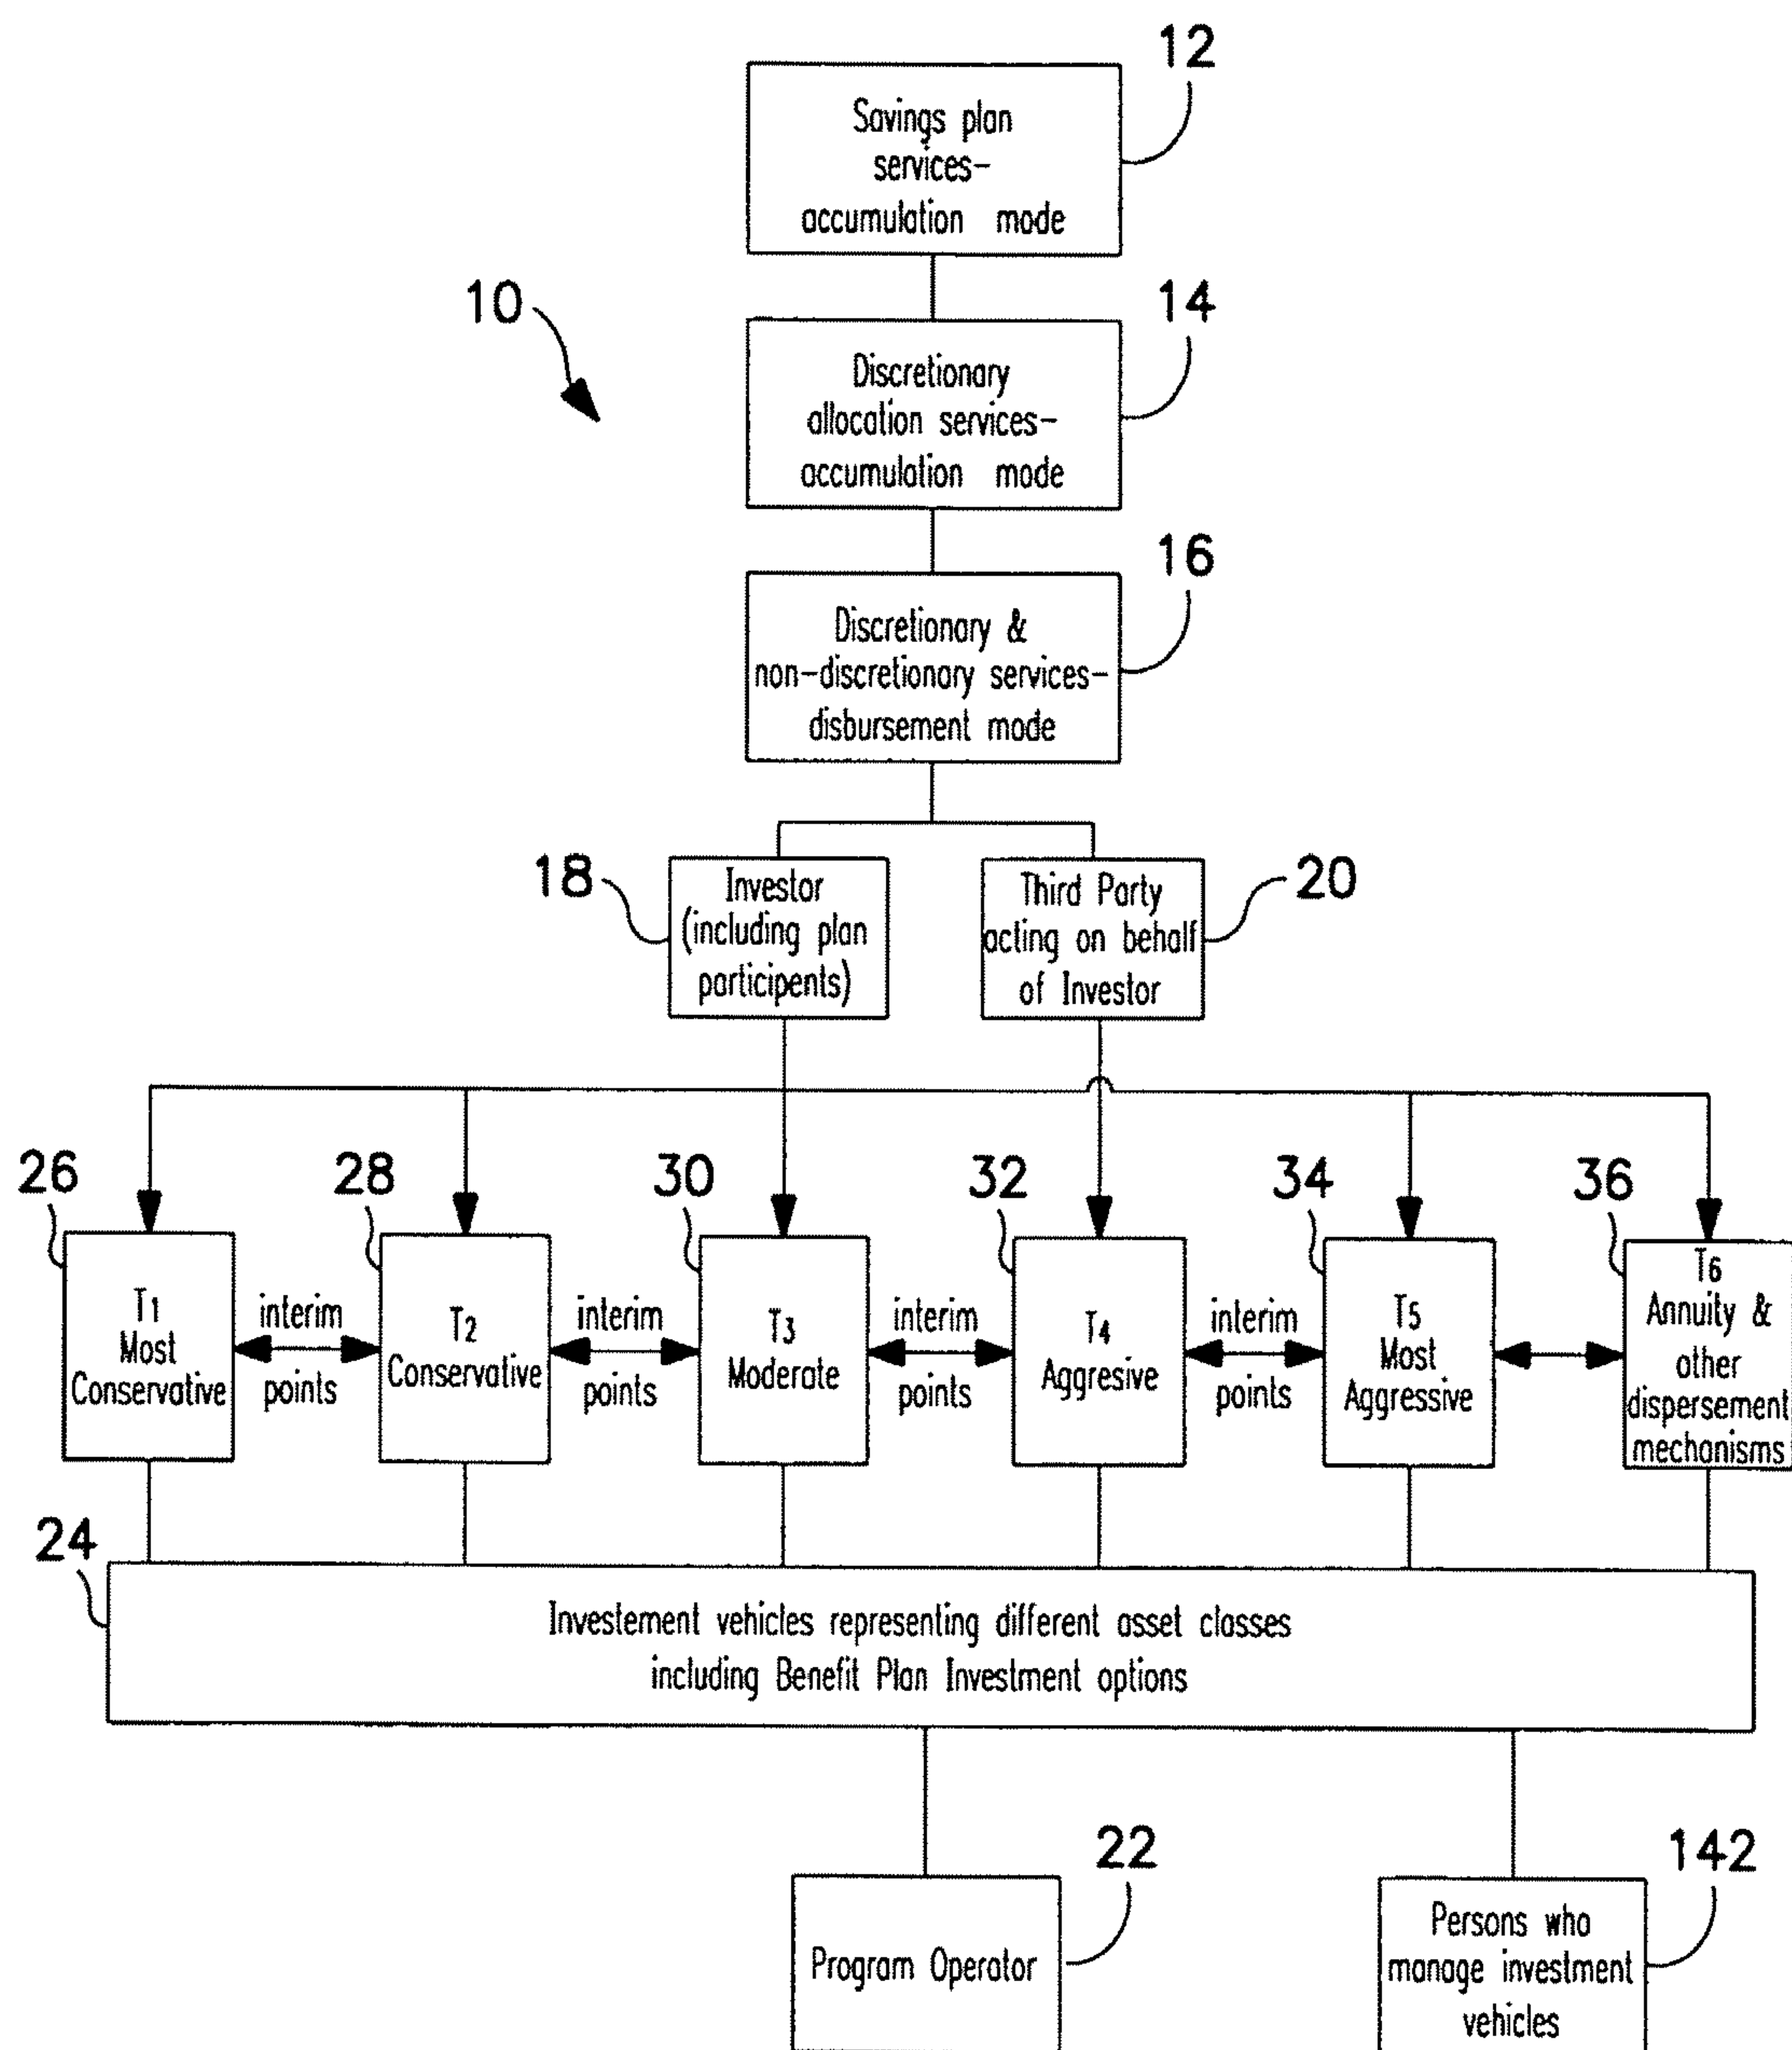 12
Savings plan
services-
accumulation mode
10
14
Discretionary
allocation services-
accumulation mode
16
Discretionary &
non-discretionary services-
disbursement mode
18
Investor
(including plan
participents)
20
Third Party
acting on behalf
of Investor
26
T1
Most
Conservative
interim
points
28
T2
Conservative
interim
points
30
T3
Moderate
interim
points
32
T4
Aggresive
interim
points
34
T5
Most
Aggressive
36
T6
Annuity &
other
dispersement
mechanisms
24
Investement vehicles representing different asset classes
including Benefit Plan Investment options
22
Program Operator
142
Persons who
manage investment
vehicles